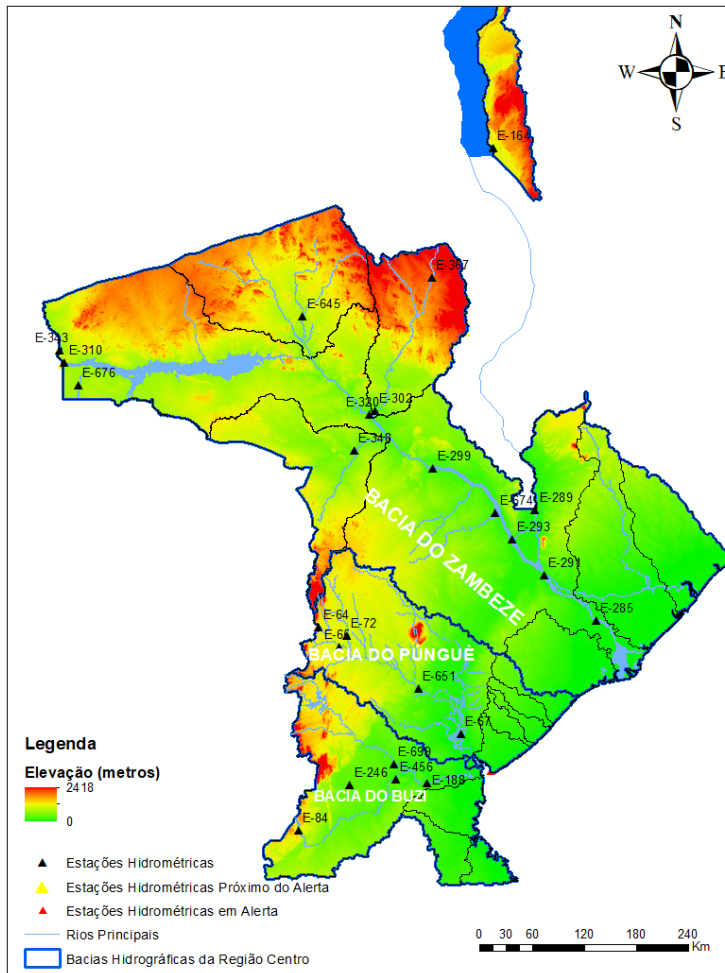 N
W
E
S
E-164
E-367
E-645
E-343
E-310
E-676
E-302
E-320
E-348
E-299
E-674
E-289
E-293
E-291
E-285
BACIA DO ZAMBEZE
E-64
E-72
BACIA DO PÚNGUÈ
E-651
E-67
E-699
E-456
E-246
E-188
BACIA DO BUZI
E-84
Legenda
Elevação (metros)
2418
0
Estações Hidrométricas
Estações Hidrométricas Próximo do Alerta
Estações Hidrométricas em Alerta
Rios Principais
Bacias Hidrográficas da Região Centro
0 15 30 60 120 180 240
Km